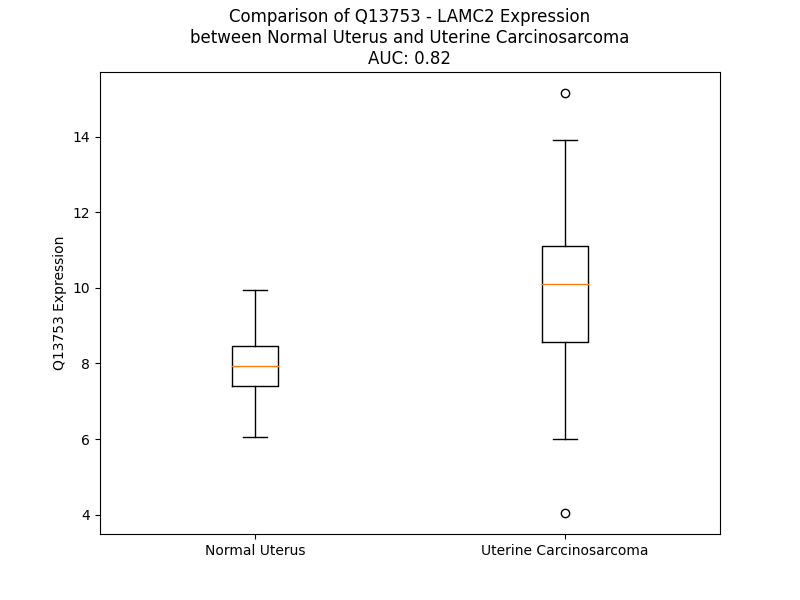 Comparison of Q13753 - LAMC2 Expression
between Normal Uterus and Uterine Carcinosarcoma
AUC: 0.82
Q13753 Expression
14
12
10
8
6
4
Normal Uterus
Uterine Carcinosarcoma